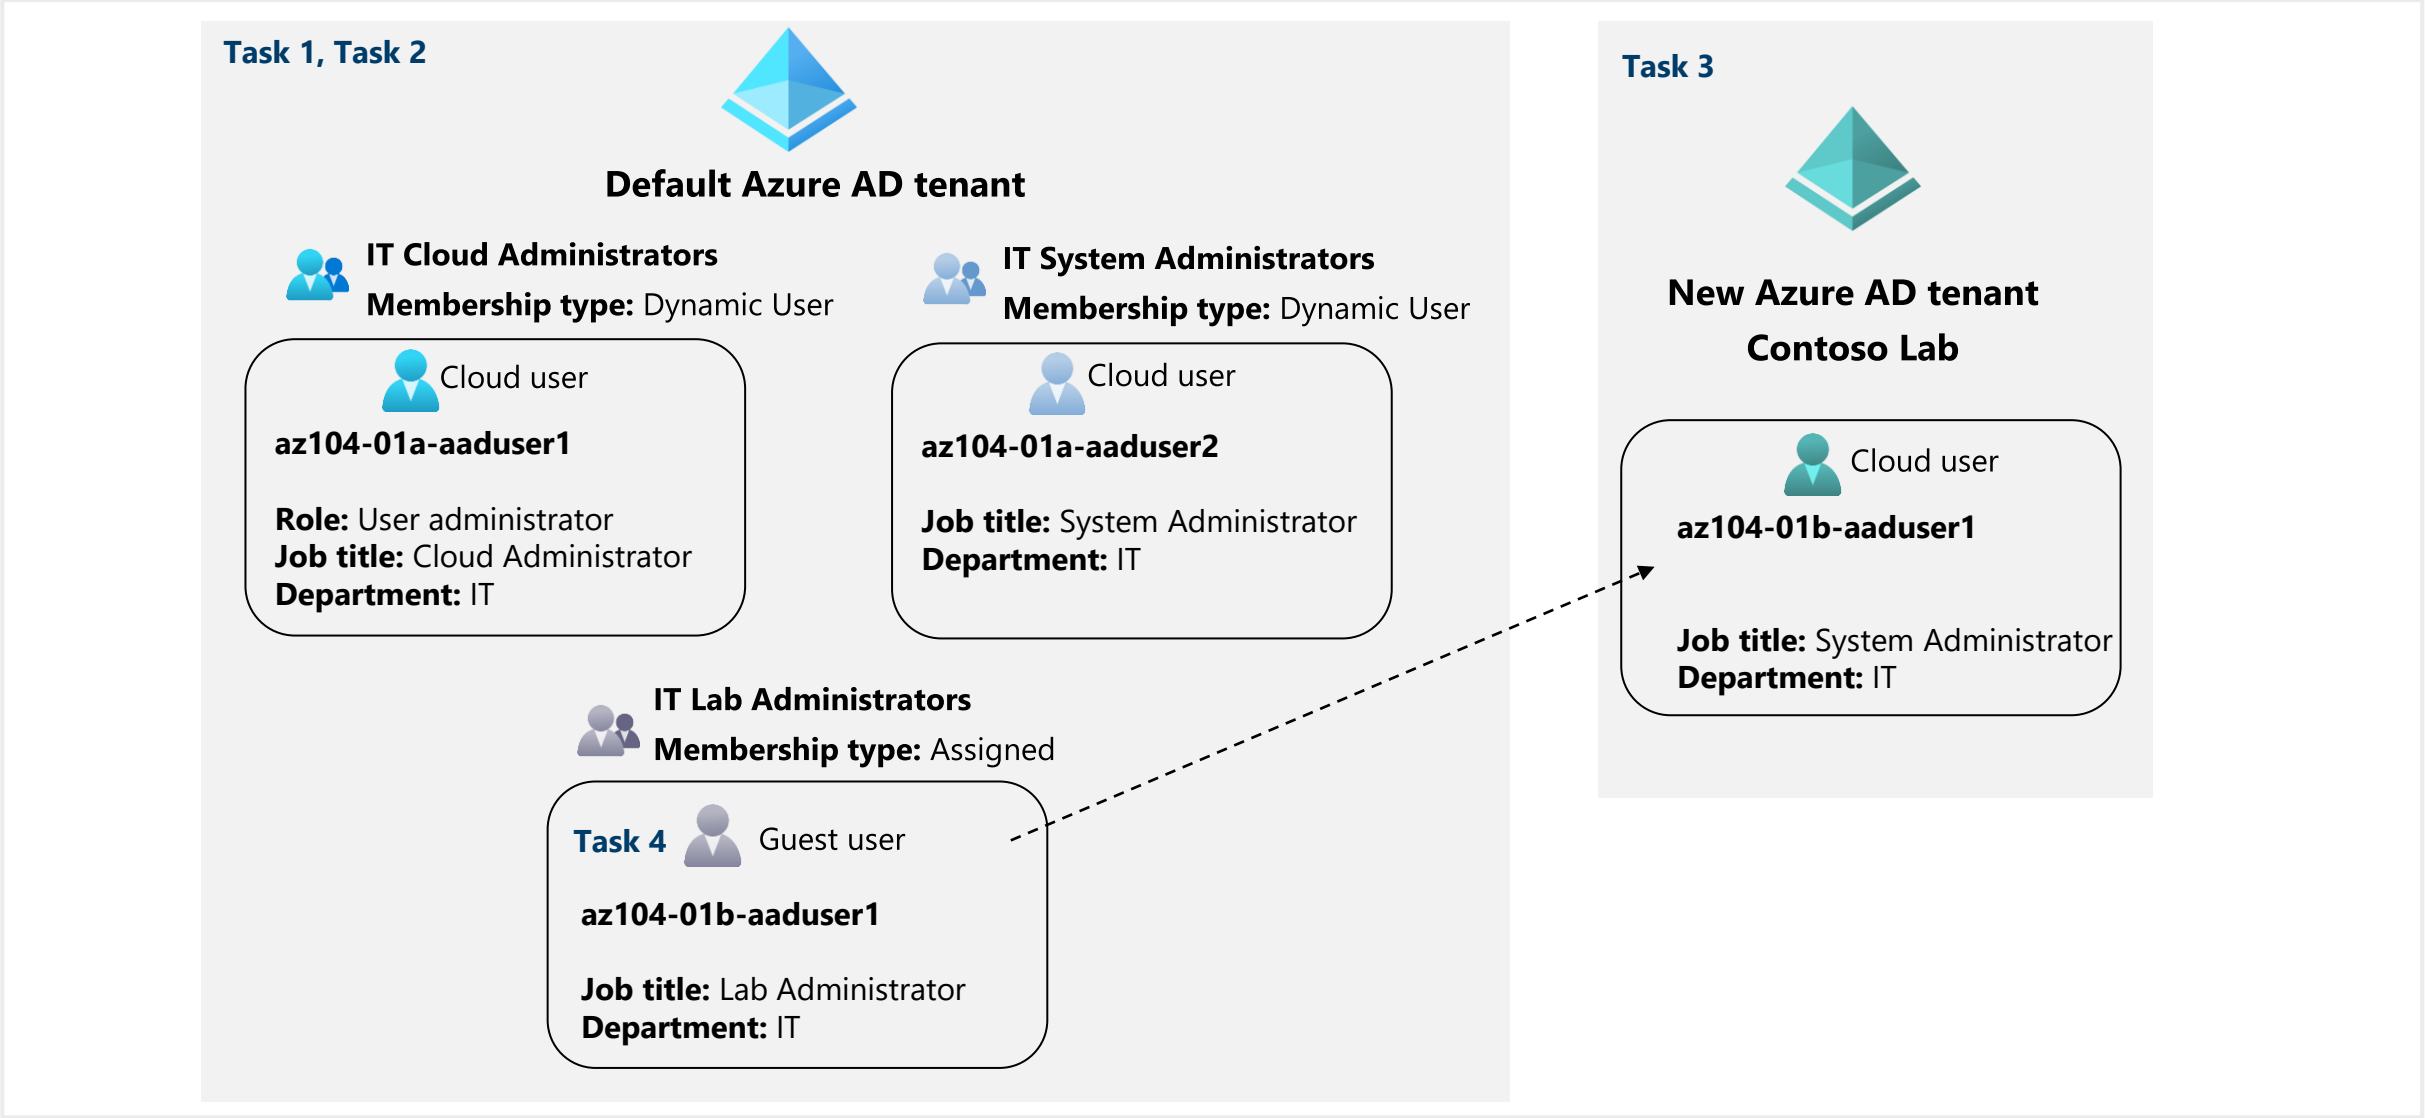 Task 1, Task 2
Default Azure AD tenant
IT Cloud Administrators
Membership type: Dynamic User
Cloud user
az104-01a-aaduser1
Role: User administrator
Job title: Cloud Administrator
Department: IT
IT System Administrators
Membership type: Dynamic User
Cloud user
az104-01a-aaduser2
Job title: System Administrator
Department: IT
IT Lab Administrators
Membership type: Assigned
Task 4
Guest user
az104-01b-aaduser1
Job title: Lab Administrator
Department: IT
Task 3
New Azure AD tenant
Contoso Lab
Cloud user
az104-01b-aaduser1
Job title: System Administrator
Department: IT